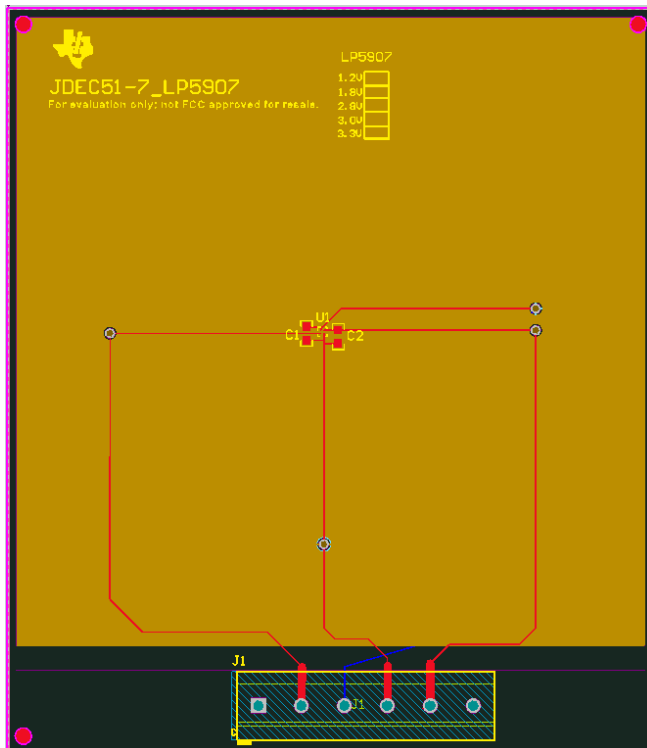 JDEC51-7_LP5907
For evaluation only; not FCC approved for resale.
LP5907
1.2V
1.8V
2.8V
3.0V
3.3V
U1
C1
C2
J1
J1